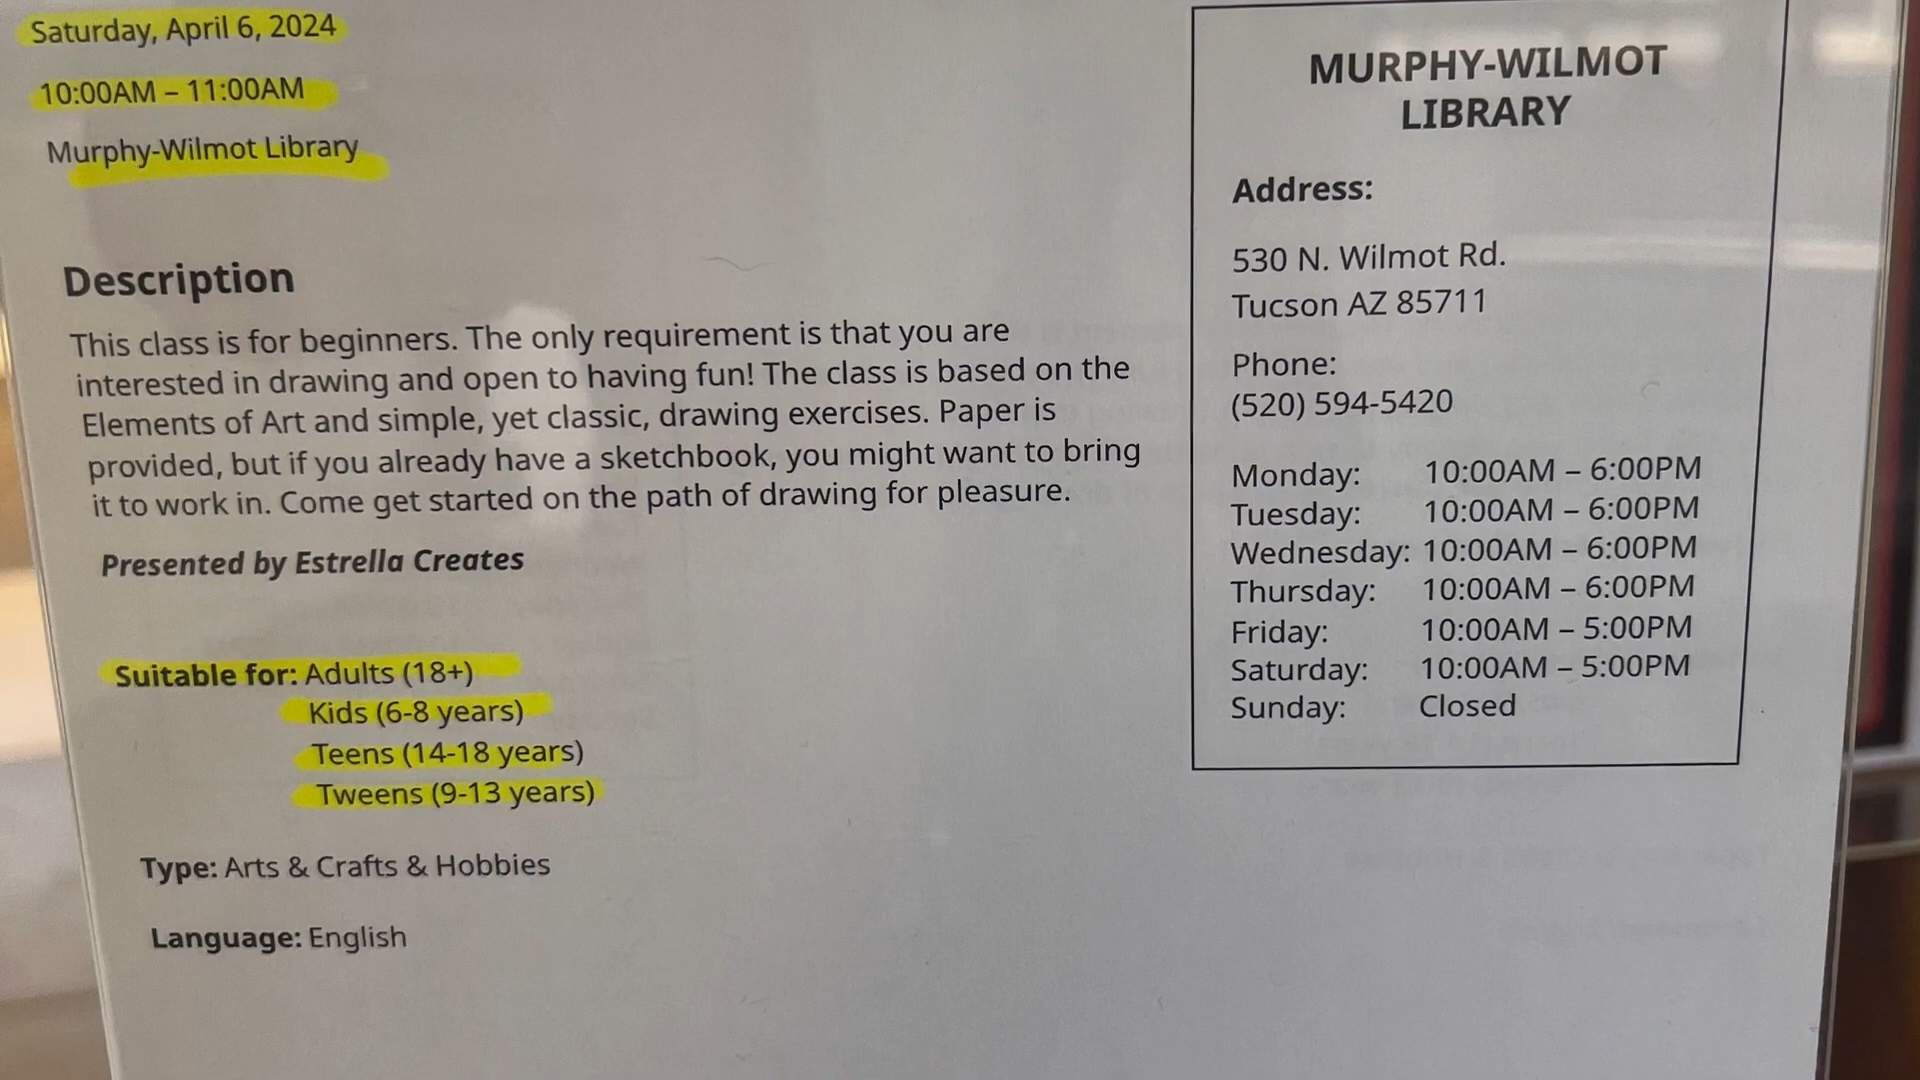 Saturday, April 6, 2024
10:00AM – 11:00AM
Murphy-Wilmot Library
Description
This class is for beginners. The only requirement is that you are
interested in drawing and open to having fun! The class is based on the
Elements of Art and simple, yet classic, drawing exercises. Paper is
provided, but if you already have a sketchbook, you might want to bring
it to work in. Come get started on the path of drawing for pleasure.
Presented by Estrella Creates
Suitable for: Adults (18+)
Kids (6-8 years)
Teens (14-18 years)
Tweens (9-13 years)
Type: Arts & Crafts & Hobbies
Language: English
MURPHY-WILMOT
LIBRARY
Address:
530 N. Wilmot Rd.
Tucson AZ 85711
Phone:
(520) 594-5420
Monday: 10:00AM – 6:00PM
Tuesday: 10:00AM – 6:00PM
Wednesday: 10:00AM – 6:00PM
Thursday: 10:00AM – 6:00PM
Friday: 10:00AM – 5:00PM
Saturday: 10:00AM – 5:00PM
Sunday: Closed